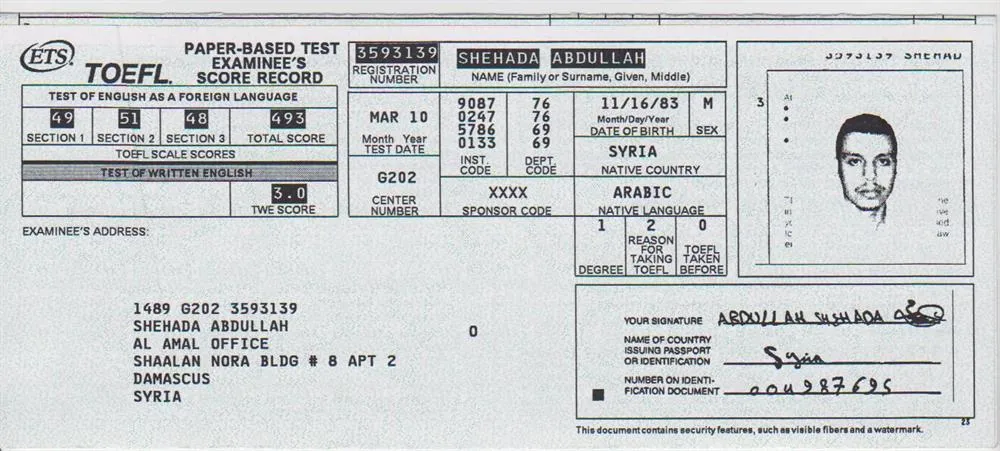 ETS.
TOEFL.
PAPER-BASED TEST
EXAMINEE'S
SCORE RECORD
TEST OF ENGLISH AS A FOREIGN LANGUAGE
49 51 48 493
SECTION 1 SECTION 2 SECTION 3 TOTAL SCORE
TOEFL SCALE SCORES
TEST OF WRITTEN ENGLISH
3.0
TWE SCORE
3593139
REGISTRATION
NUMBER
SHEHADA ABDULLAH
NAME (Family or Surname, Given, Middle)
MAR 10
Month Year
TEST DATE
9087 76
0247 76
5786 69
0133 69
INST. CODE
DEPT. CODE
11/16/83
Month/Day/Year
DATE OF BIRTH
M
SEX
SYRIA
NATIVE COUNTRY
G202
CENTER
NUMBER
XXXX
SPONSOR CODE
ARABIC
NATIVE LANGUAGE
1
DEGREE
2
REASON
FOR
TAKING
TOEFL
0
TOEFL
TAKEN
BEFORE
3593139 SHEHAD
3
EXAMINEE'S ADDRESS:
1489 G202 3593139
SHEHADA ABDULLAH
AL AMAL OFFICE
SHAALAN NORA BLDG # 8 APT 2
DAMASCUS
SYRIA
0
YOUR SIGNATURE ABDULLAH SHEHADA
NAME OF COUNTRY
ISSUING PASSPORT
OR IDENTIFICATION
Syria
NUMBER ON IDENTI-
FICATION DOCUMENT
004987695
23
This document contains security features, such as visible fibers and a watermark.